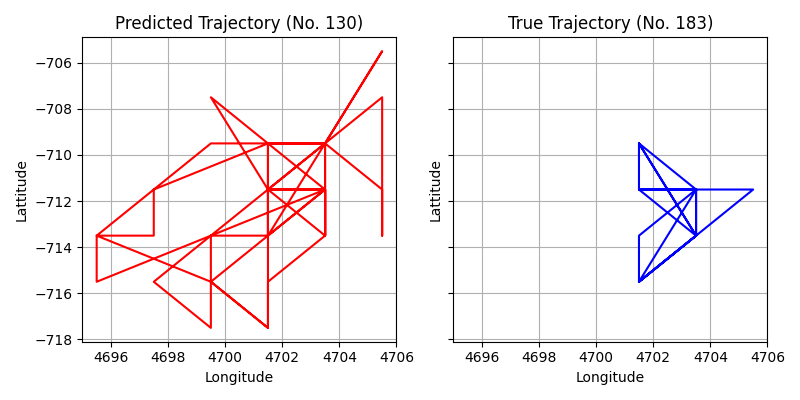 Predicted Trajectory (No. 130)
True Trajectory (No. 183)
Lattitude
−706
−708
−710
−712
−714
−716
−718
4696 4698 4700 4702 4704 4706
Longitude
Lattitude
4696 4698 4700 4702 4704 4706
Longitude